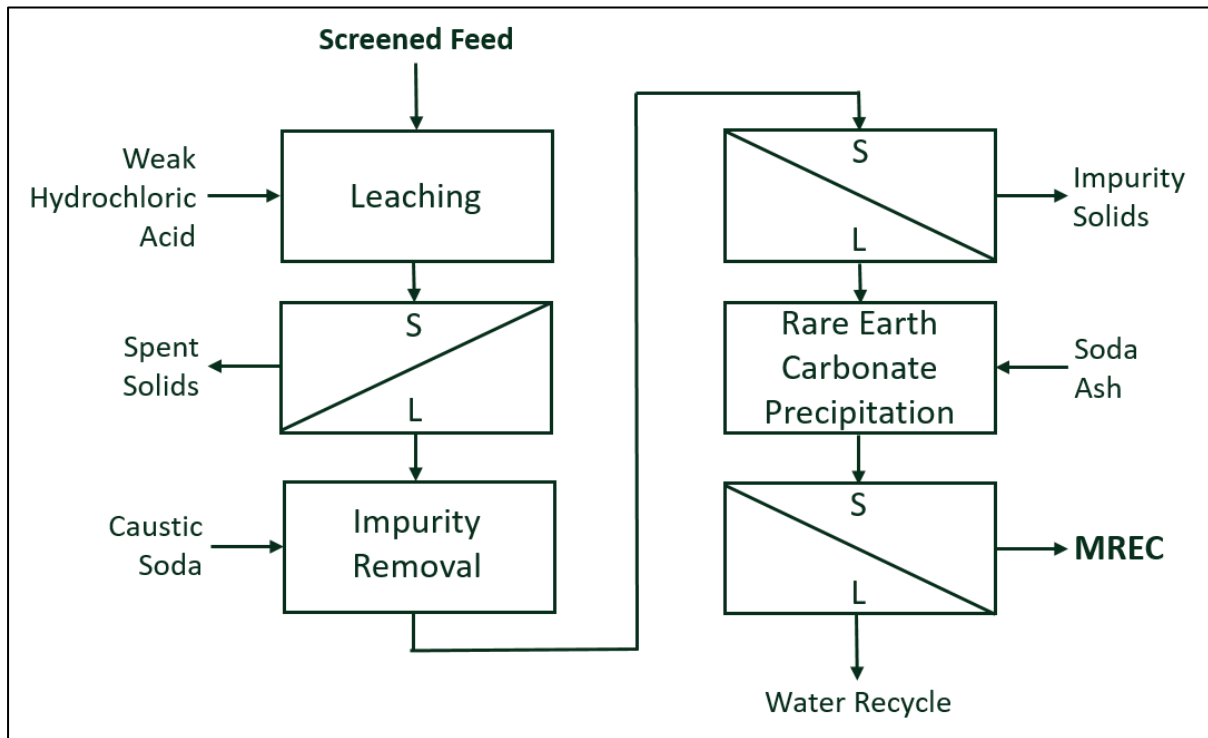 Screened Feed
Weak
Hydrochloric
Acid
Leaching
S
L
Spent
Solids
Caustic
Soda
Impurity
Removal
S
L
Impurity
Solids
Rare Earth
Carbonate
Precipitation
Soda
Ash
S
L
MREC
Water Recycle